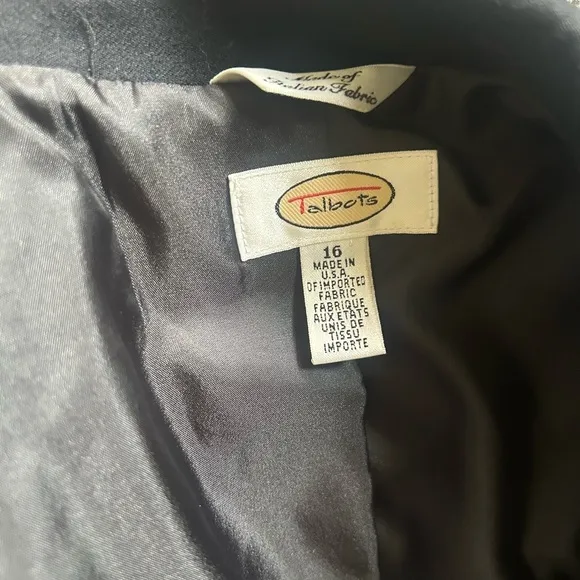 Made of
Italian Fabric
Talbots
16
MADE IN
U.S.A.
OF IMPORTED
FABRIC
FABRIQUE
AUX ETATS
UNIS DE
TISSU
IMPORTE